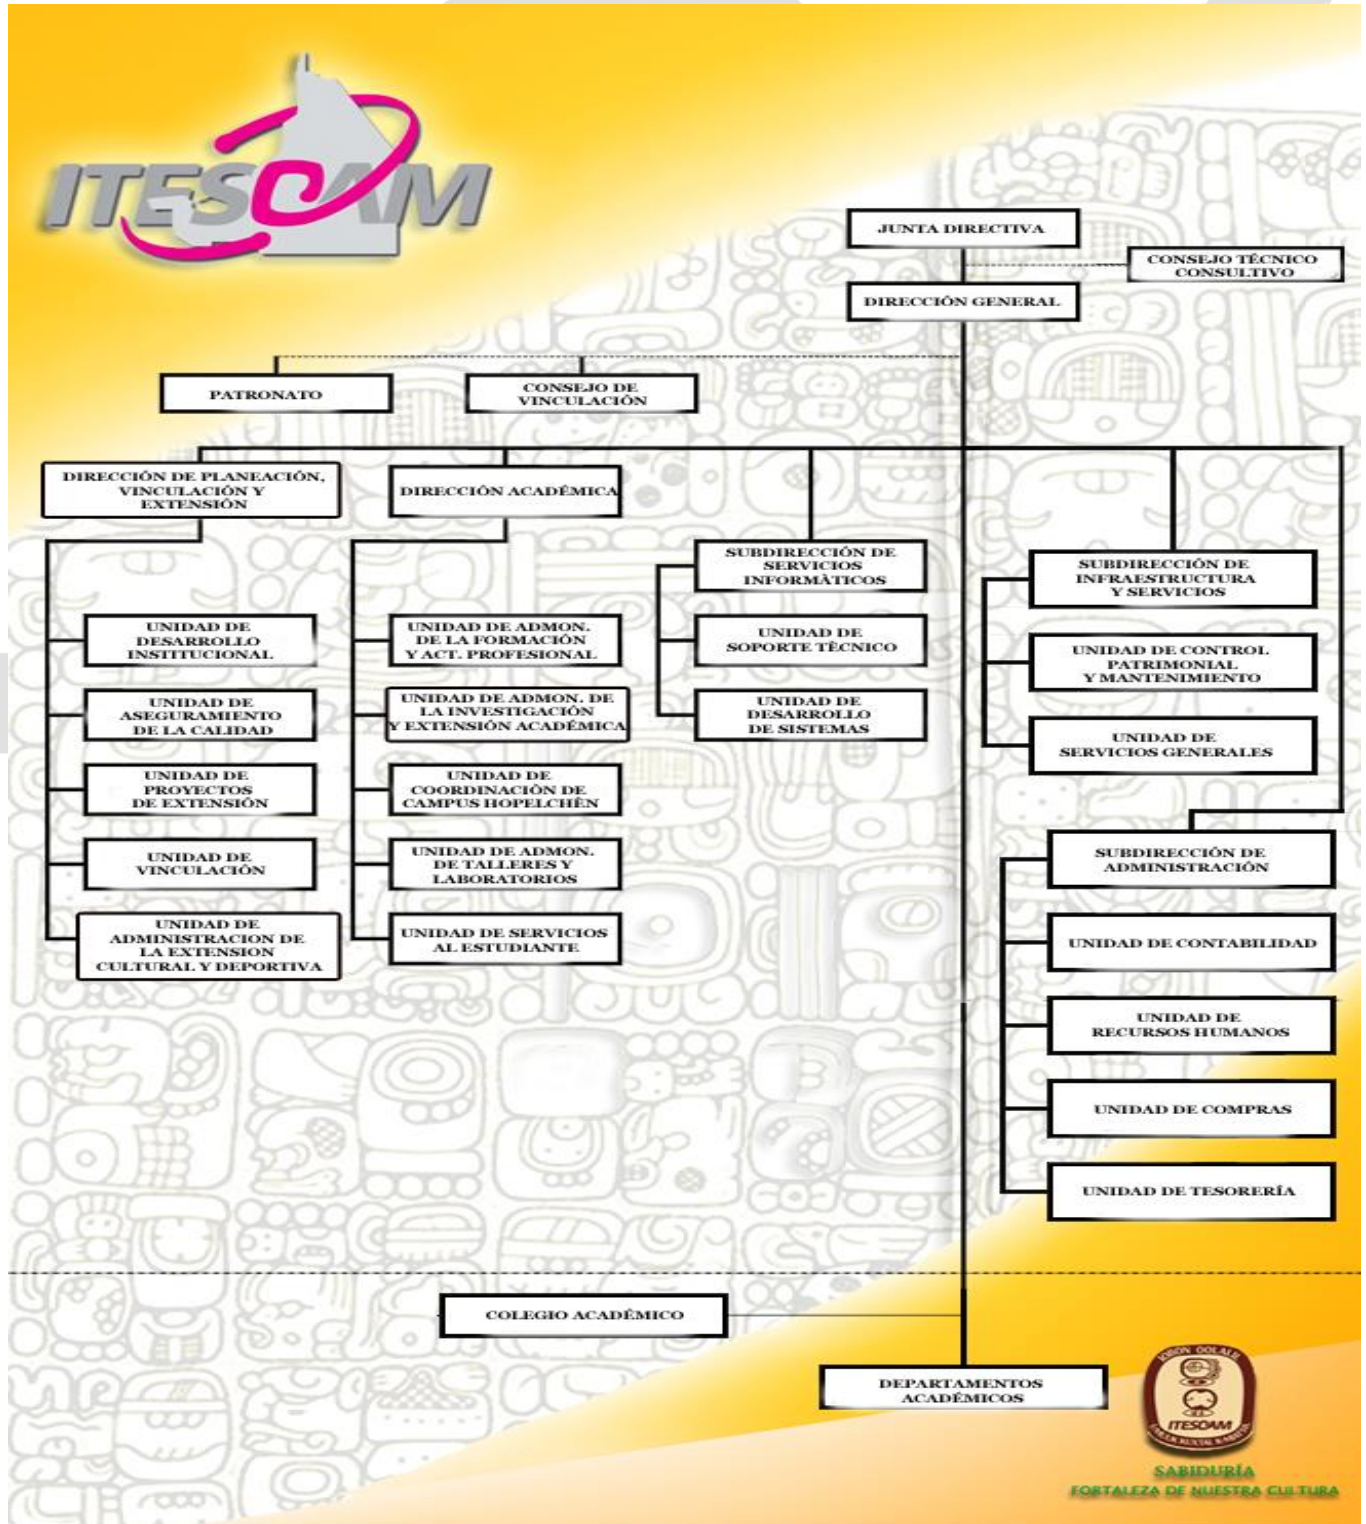 ITESCAM
JUNTA DIRECTIVA
CONSEJO TÉCNICO
CONSULTIVO
DIRECCIÓN GENERAL
PATRONATO
CONSEJO DE
VINCULACIÓN
DIRECCIÓN DE PLANEACIÓN,
VINCULACIÓN Y
EXTENSIÓN
DIRECCIÓN ACADÉMICA
SUBDIRECCIÓN DE
SERVICIOS
INFORMÀTICOS
SUBDIRECCIÓN DE
INFRAESTRUCTURA
Y SERVICIOS
UNIDAD DE
DESARROLLO
INSTITUCIONAL
UNIDAD DE ADMON.
DE LA FORMACIÓN
Y ACT. PROFESIONAL
UNIDAD DE
SOPORTE TÈCNICO
UNIDAD DE CONTROL
PATRIMONIAL
Y MANTENIMIENTO
UNIDAD DE
ASEGURAMIENTO
DE LA CALIDAD
UNIDAD DE ADMON. DE
LA INVESTIGACIÓN
Y EXTENSIÓN ACADÉMICA
UNIDAD DE
DESARROLLO
DE SISTEMAS
UNIDAD DE
SERVICIOS GENERALES
UNIDAD DE
PROYECTOS
DE EXTENSIÓN
UNIDAD DE
COORDINACIÒN DE
CAMPUS HOPELCHÈN
UNIDAD DE
VINCULACIÓN
UNIDAD DE ADMON.
DE TALLERES Y
LABORATORIOS
SUBDIRECCIÓN DE
ADMINISTRACIÓN
UNIDAD DE
ADMINISTRACION DE
LA EXTENSION
CULTURAL Y DEPORTIVA
UNIDAD DE SERVICIOS
AL ESTUDIANTE
UNIDAD DE CONTABILIDAD
UNIDAD DE
RECURSOS HUMANOS
UNIDAD DE COMPRAS
UNIDAD DE TESORERÍA
COLEGIO ACADÉMICO
DEPARTAMENTOS
ACADÉMICOS
ITESCAM
SABIDURÍA
FORTALEZA DE NUESTRA CULTURA